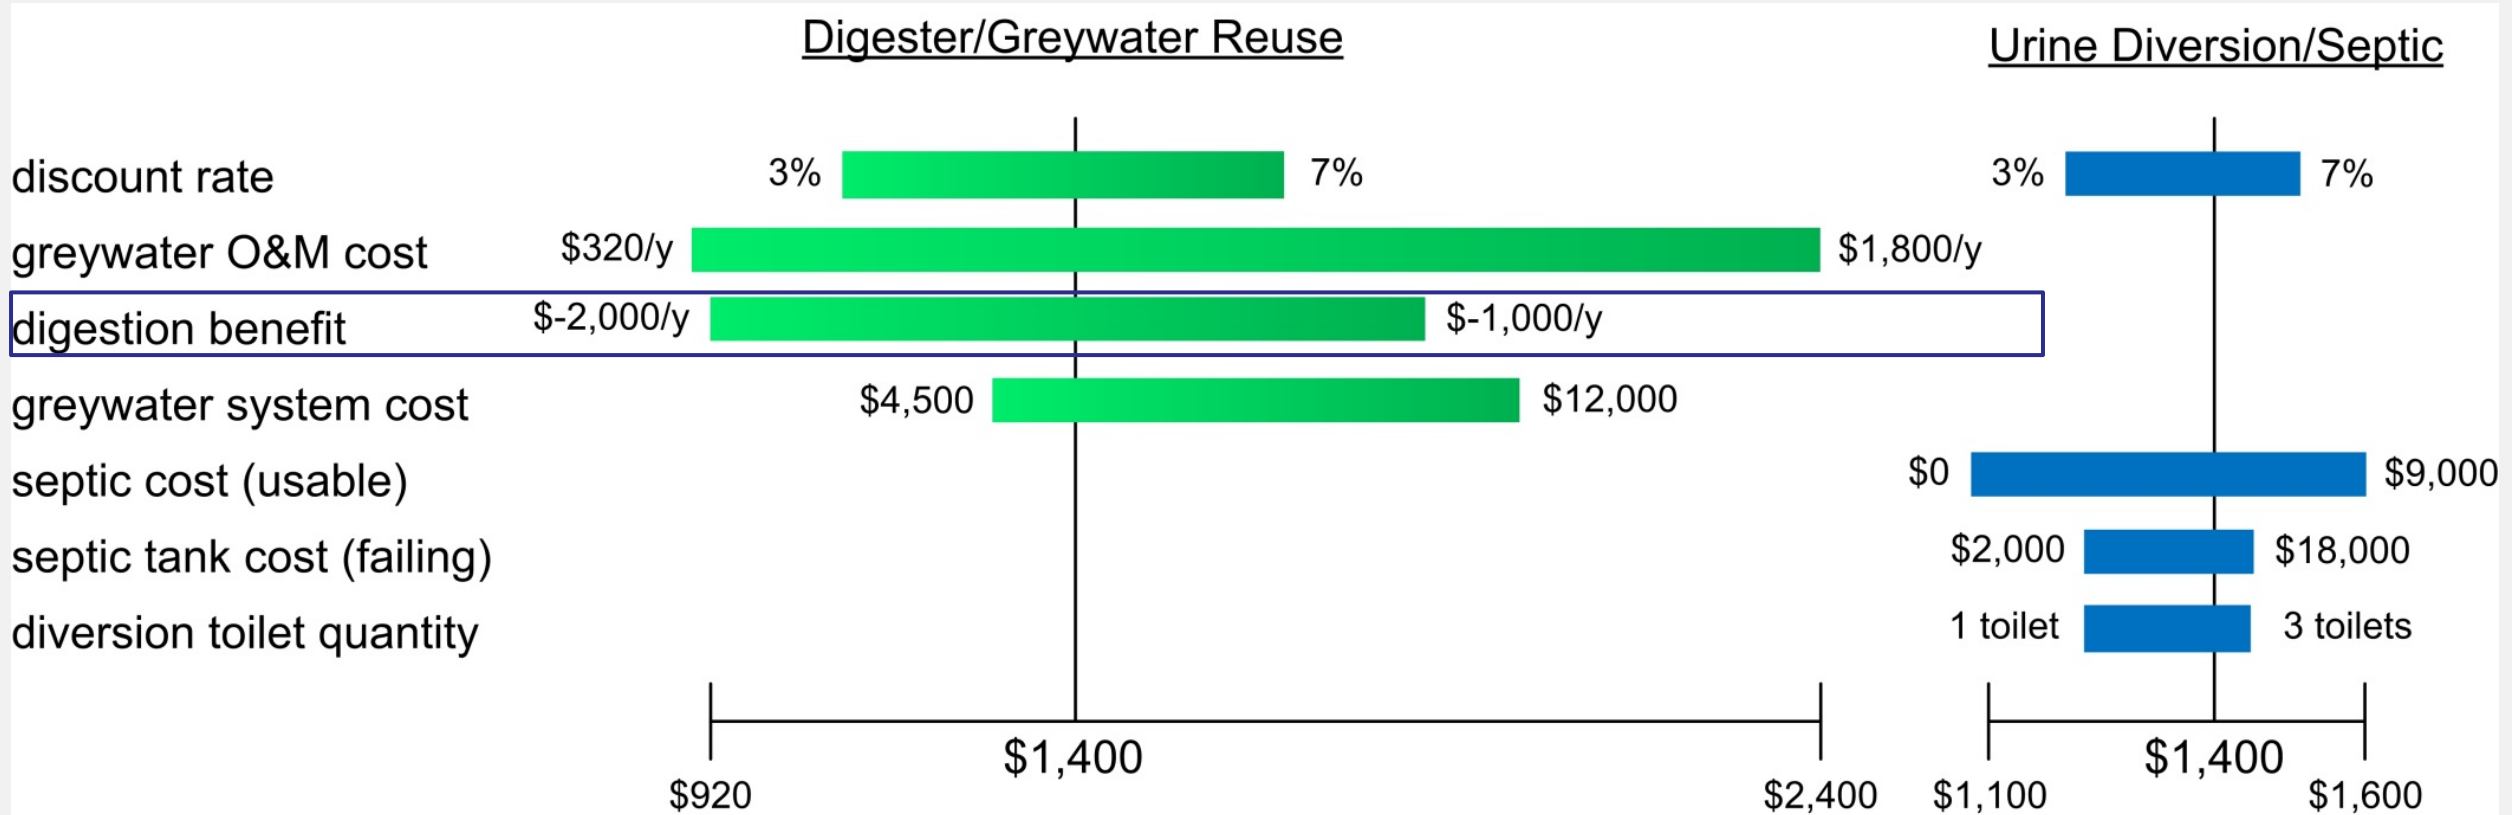 Digester/Greywater Reuse
Urine Diversion/Septic
discount rate 3% 7% 3% 7%
greywater O&M cost $320/y $1,800/y
digestion benefit $-2,000/y $-1,000/y
greywater system cost $4,500 $12,000
septic cost (usable) $0 $9,000
septic tank cost (failing) $2,000 $18,000
diversion toilet quantity 1 toilet 3 toilets
$1,400 $1,400
$920 $2,400 $1,100 $1,600